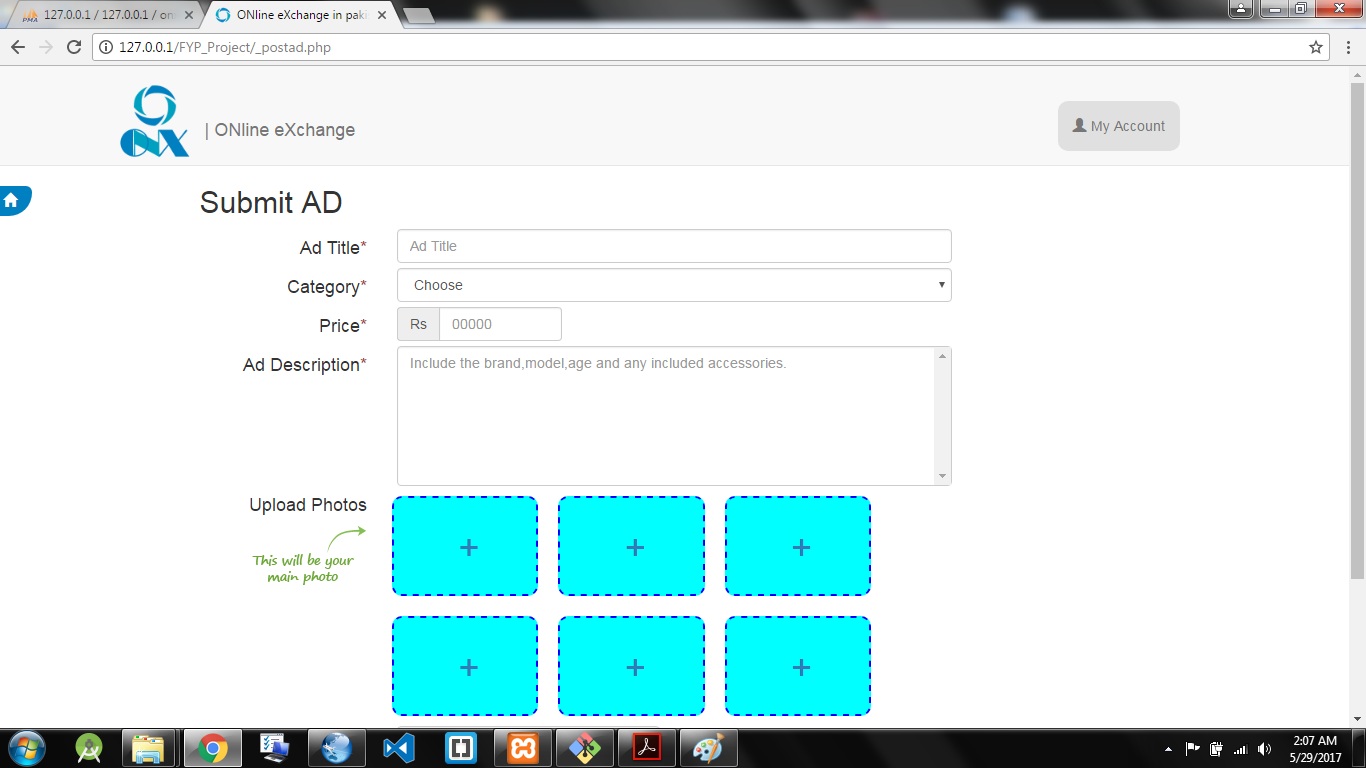 127.0.0.1 / 127.0.0.1 / on
ONline eXchange in paki
127.0.0.1/FYP_Project/_postad.php
ONX
| ONline eXchange
My Account
Submit AD
Ad Title*
Ad Title
Category*
Choose
Price*
Rs
00000
Ad Description*
Include the brand,model,age and any included accessories.
Upload Photos
This will be your
main photo
+
+
+
+
+
+
2:07 AM
5/29/2017